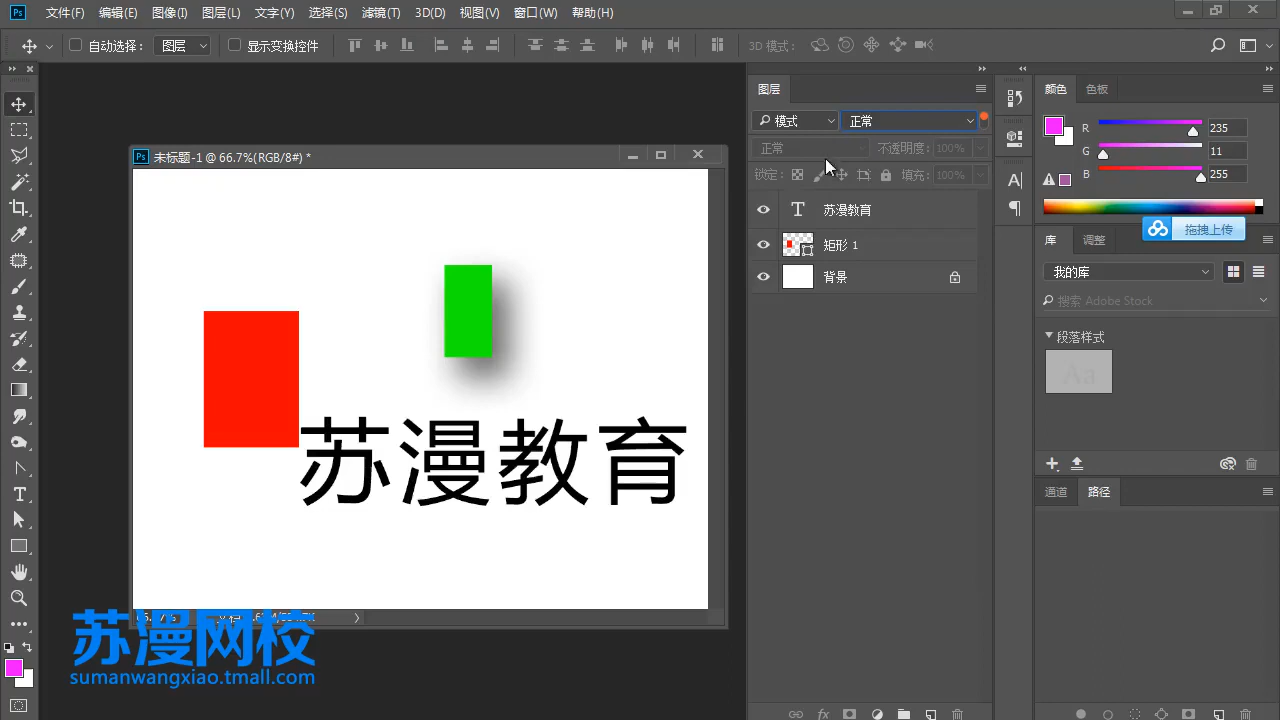 Ps 文件(F) 编辑(E) 图像(I) 图层(L) 文字(Y) 选择(S) 滤镜(T) 3D(D) 视图(V) 窗口(W) 帮助(H)
自动选择： 图层 显示变换控件 3D 模式：
图层
颜色 色板
模式 正常
R 235
正常 不透明度: 100%
G 11
锁定: 填充: 100%
B 255
Ps 未标题-1 @ 66.7%(RGB/8#) *
T 苏漫教育
矩形 1
背景
拖拽上传
库 调整
我的库
搜索 Adobe Stock
段落样式
Aa
苏漫教育
通道 路径
苏漫网校
sumanwangxiao.tmall.com
fx